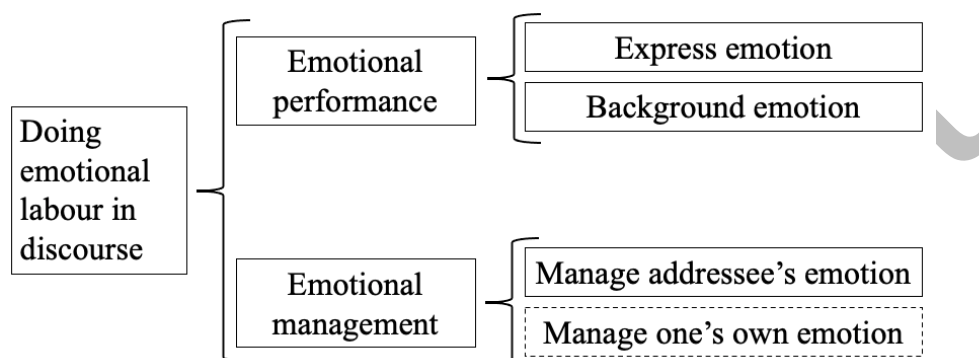 Doing
emotional
labour in
discourse
Emotional
performance
Express emotion
Background emotion
Emotional
management
Manage addressee’s emotion
Manage one’s own emotion